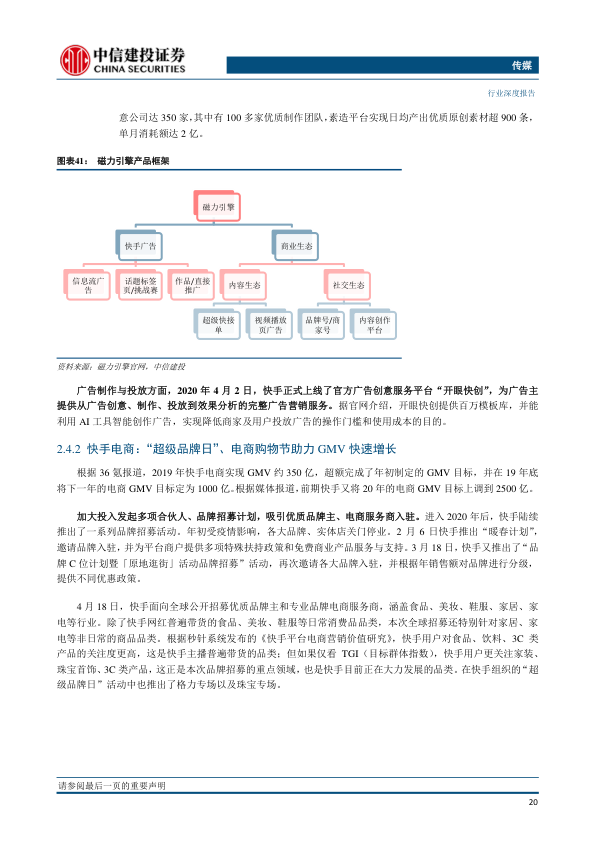 中信建投证券
CHINA SECURITIES
传媒
行业深度报告
意公司达 350 家,其中有 100 多家优质制作团队,素造平台实现日均产出优质原创素材超 900 条,
单月消耗额达 2 亿。
图表41： 磁力引擎产品框架
磁力引擎
快手广告
商业生态
信息流广
告
话题标签
页/挑战赛
作品/直接
推广
内容生态
社交生态
超级快接
单
视频播放
页广告
品牌号/商
家号
内容创作
平台
资料来源：磁力引擎官网，中信建投
广告制作与投放方面，2020 年 4 月 2 日，快手正式上线了官方广告创意服务平台“开眼快创”，为广告主
提供从广告创意、制作、投放到效果分析的完整广告营销服务。据官网介绍，开眼快创提供百万模板库，并能
利用 AI 工具智能创作广告，实现降低商家及用户投放广告的操作门槛和使用成本的目的。
2.4.2 快手电商：“超级品牌日”、电商购物节助力 GMV 快速增长
根据 36 氪报道，2019 年快手电商实现 GMV 约 350 亿，超额完成了年初制定的 GMV 目标，并在 19 年底
将下一年的电商 GMV 目标定为 1000 亿。根据媒体报道，前期快手又将 20 年的电商 GMV 目标上调到 2500 亿。
加大投入发起多项合伙人、品牌招募计划，吸引优质品牌主、电商服务商入驻。进入 2020 年后，快手陆续
推出了一系列品牌招募活动。年初受疫情影响，各大品牌、实体店关门停业。2 月 6 日快手推出“暖春计划”，
邀请品牌入驻，并为平台商户提供多项特殊扶持政策和免费商业产品服务与支持。3 月 18 日，快手又推出了“品
牌 C 位计划暨「原地逛街」活动品牌招募”活动，再次邀请各大品牌入驻，并根据年销售额对品牌进行分级，
提供不同优惠政策。
4 月 18 日，快手面向全球公开招募优质品牌主和专业品牌电商服务商，涵盖食品、美妆、鞋服、家居、家
电等行业。除了快手网红普遍带货的食品、美妆、鞋服等日常消费品品类，本次全球招募还特别针对家居、家
电等非日常的商品品类。根据秒针系统发布的《快手平台电商营销价值研究》，快手用户对食品、饮料、3C 类
产品的关注度更高，这是快手主播普遍带货的品类；但如果仅看 TGI（目标群体指数），快手用户更关注家装、
珠宝首饰、3C 类产品，这正是本次品牌招募的重点领域，也是快手目前正在大力发展的品类。在快手组织的“超
级品牌日”活动中也推出了格力专场以及珠宝专场。
请参阅最后一页的重要声明
20